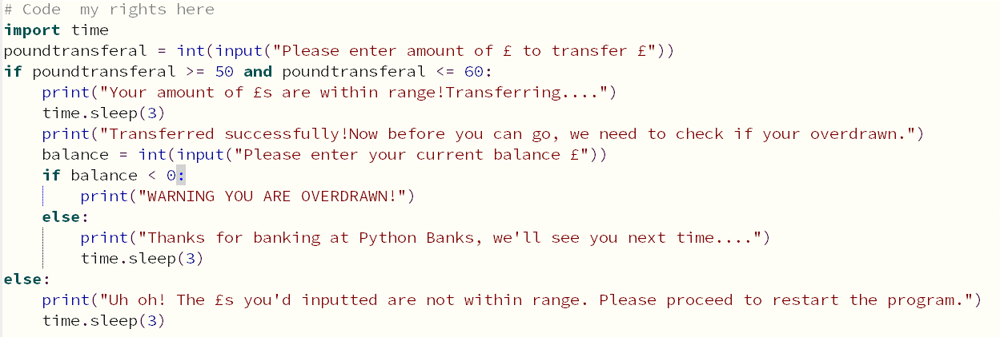 # Code  my rights here
import time
poundtransferal = int(input("Please enter amount of £ to transfer £"))
if poundtransferal >= 50 and poundtransferal <= 60:
    print("Your amount of £s are within range!Transferring....")
    time.sleep(3)
    print("Transferred successfully!Now before you can go, we need to check if your overdrawn.")
    balance = int(input("Please enter your current balance £"))
    if balance < 0:
        print("WARNING YOU ARE OVERDRAWN!")
    else:
        print("Thanks for banking at Python Banks, we'll see you next time....")
        time.sleep(3)
else:
    print("Uh oh! The £s you'd inputted are not within range. Please proceed to restart the program.")
    time.sleep(3)